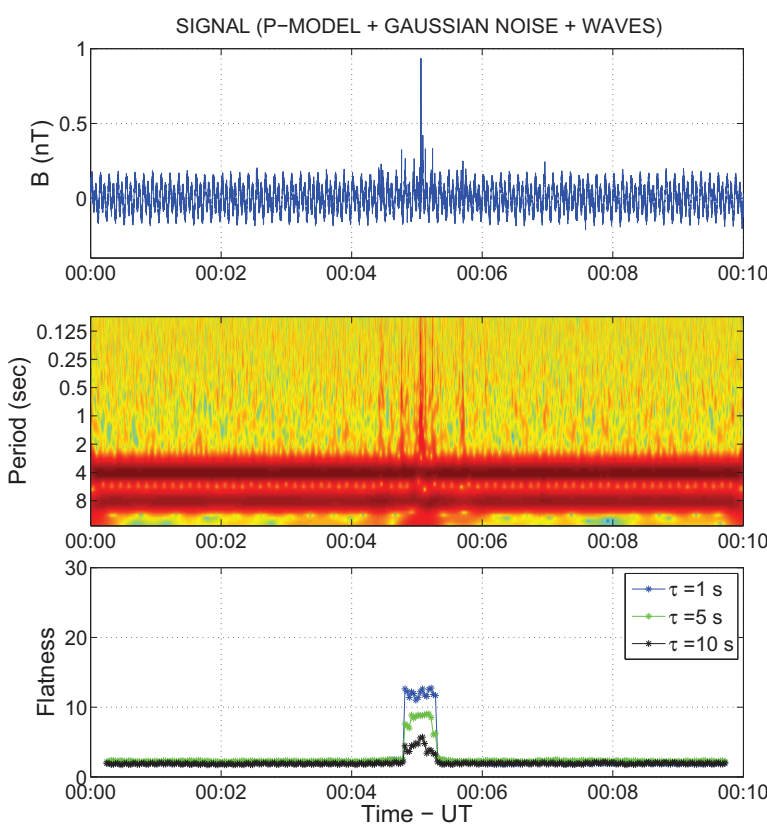 SIGNAL (P−MODEL + GAUSSIAN NOISE + WAVES)
1
0.5
0
B (nT)
00:00 00:02 00:04 00:06 00:08 00:10
0.125
0.25
0.5
1
2
4
8
Period (sec)
00:00 00:02 00:04 00:06 00:08 00:10
30
20
10
0
Flatness
τ =1 s
τ =5 s
τ =10 s
00:00 00:02 00:04 00:06 00:08 00:10
Time − UT